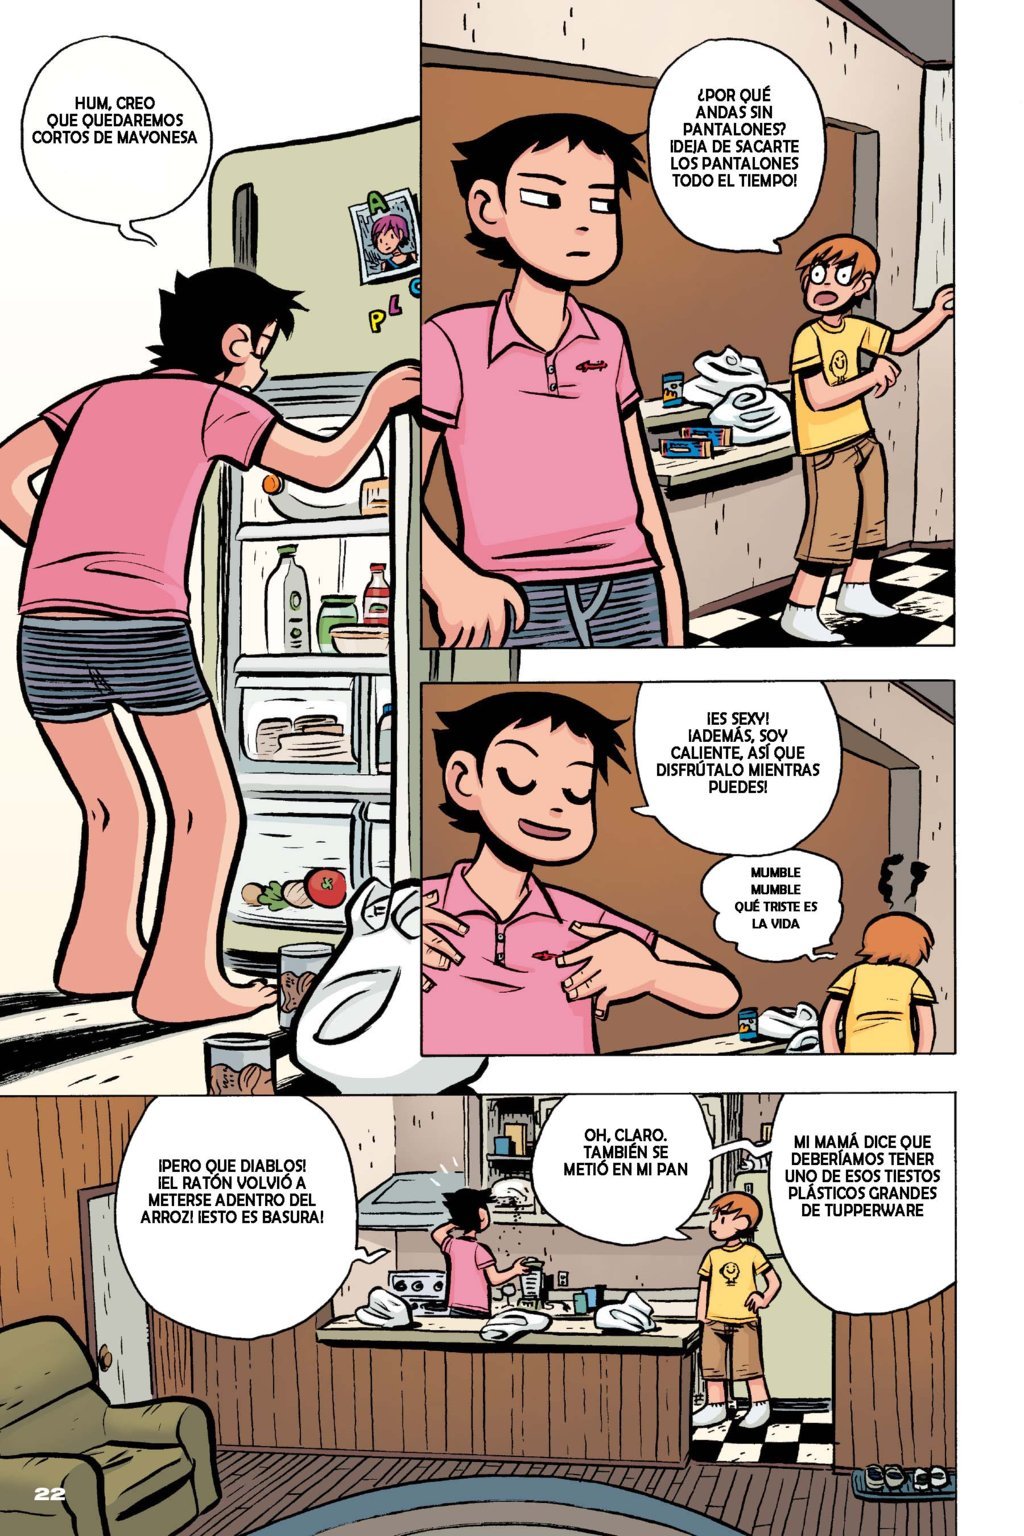 HUM, CREO
QUE QUEDAREMOS
CORTOS DE MAYONESA
A
P L
¿POR QUÉ
ANDAS SIN
PANTALONES?
¡DEJA DE SACARTE
LOS PANTALONES
TODO EL TIEMPO!
¡ES SEXY!
¡ADEMÁS, SOY
CALIENTE, ASÍ QUE
DISFRÚTALO MIENTRAS
PUEDES!
MUMBLE
MUMBLE
QUÉ TRISTE ES
LA VIDA
¡PERO QUE DIABLOS!
¡EL RATÓN VOLVIÓ A
METERSE ADENTRO DEL
ARROZ! ¡ESTO ES BASURA!
OH, CLARO.
TAMBIÉN SE
METIÓ EN MI PAN
MI MAMÁ DICE QUE
DEBERÍAMOS TENER
UNO DE ESOS TIESTOS
PLÁSTICOS GRANDES
DE TUPPERWARE
22